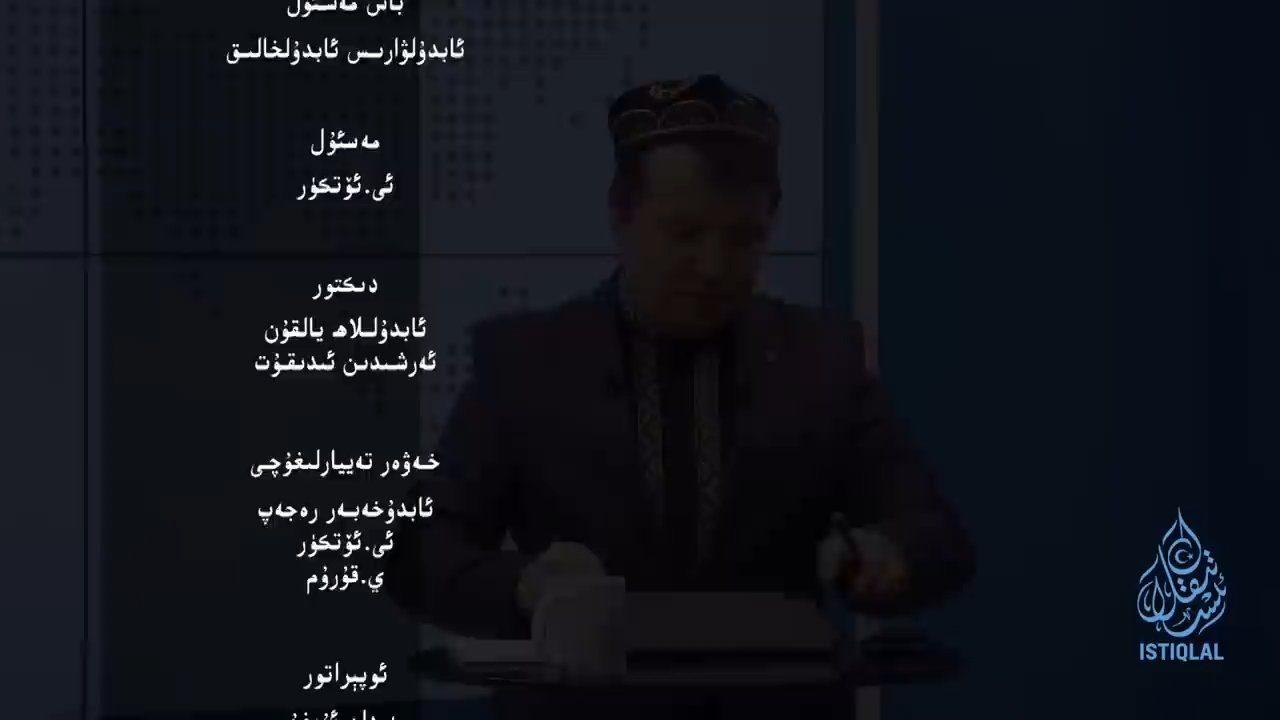 باش مەسئۇل
ئابدۇلۋارىس ئابدۇلخالىق
مەسئۇل
ئى.ئۆتكۈر
دىكتور
ئابدۇللاھ يالقۇن
ئەرشىدىن ئىدىقۇت
خەۋەر تەييارلىغۇچى
ئابدۇخەبەر رەجەپ
ئى.ئۆتكۈر
ي.قۇرۇم
ئوپېراتور
ئىستىقلال
ISTIQLAL